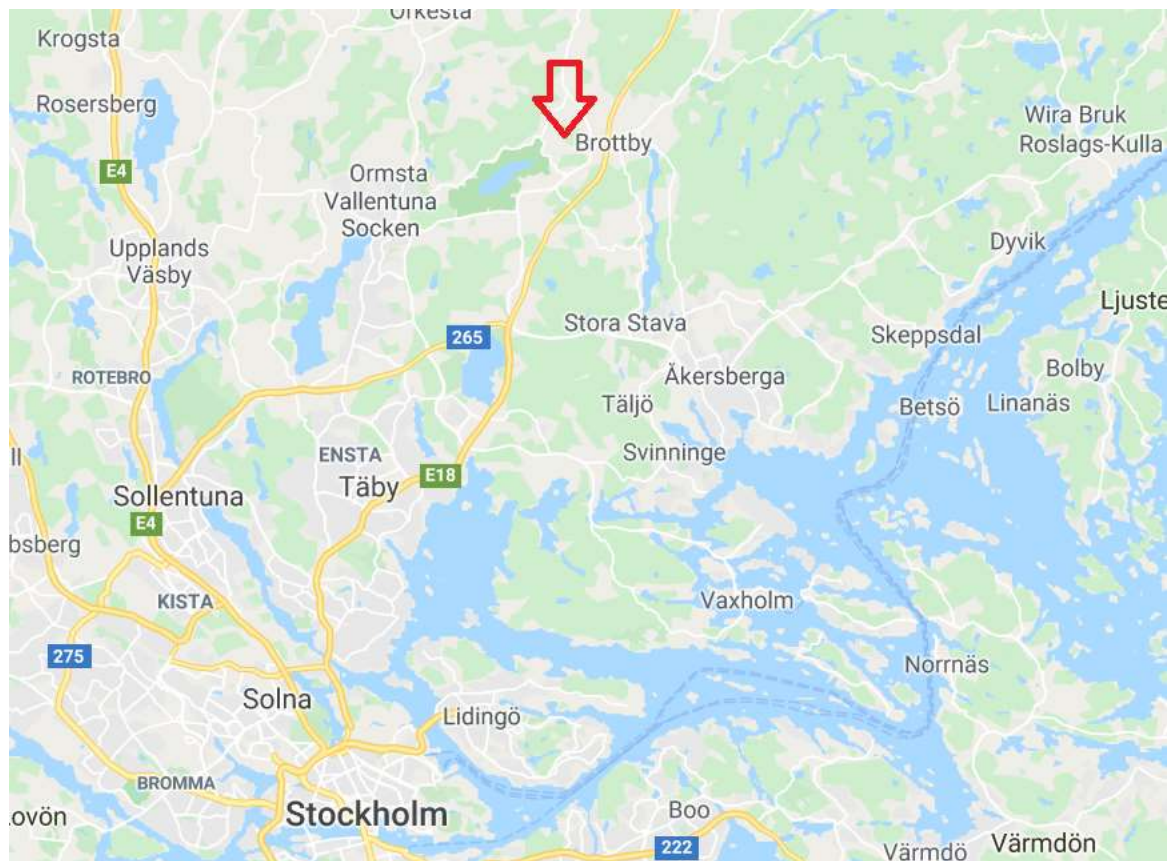 Orkesta
Krogsta
Rosersberg
Wira Bruk
Roslags-Kulla
Brottby
E4
Ormsta
Vallentuna
Socken
Upplands
Väsby
Dyvik
Ljuste
Stora Stava
Skeppsdal
265
ROTEBRO
Åkersberga
Bolby
Täljö
Betsö
Linanäs
ll
ENSTA
Svinninge
E18
Täby
Sollentuna
E4
bsberg
KISTA
Vaxholm
275
Norrnäs
Solna
Lidingö
BROMMA
Stockholm
Boo
ovön
222
Värmdö
Värmdön